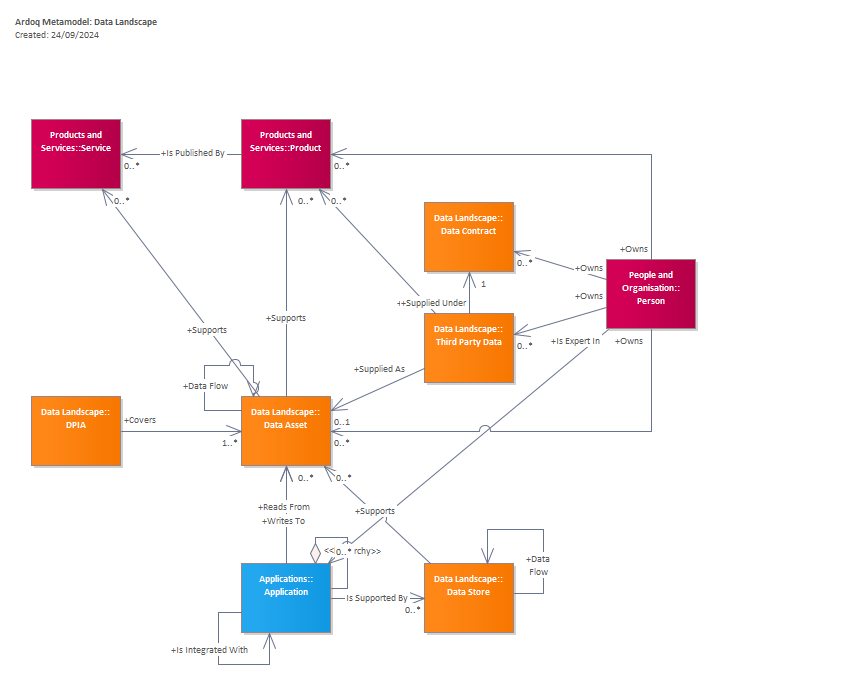 Ardoq Metamodel: Data Landscape
Created: 24/09/2024
Products and
Services::Service
Products and
Services::Product
+Is Published By
0..*
0..*
0..*
0..*
0..*
Data Landscape::
Data Contract
+Owns
0..*
+Owns
People and
Organisation::
Person
1
+Owns
++Supplied Under
+Supports
+Supports
Data Landscape::
Third Party Data
0..*
+Is Expert In
+Owns
+Supplied As
+Data Flow
Data Landscape::
DPIA
+Covers
1..*
Data Landscape::
Data Asset
0..1
0..*
0..*
0..*
+Reads From
+Writes To
+Supports
<<
0..*
rchy>>
+Data
Flow
Applications::
Application
Is Supported By
0..*
Data Landscape::
Data Store
+Is Integrated With